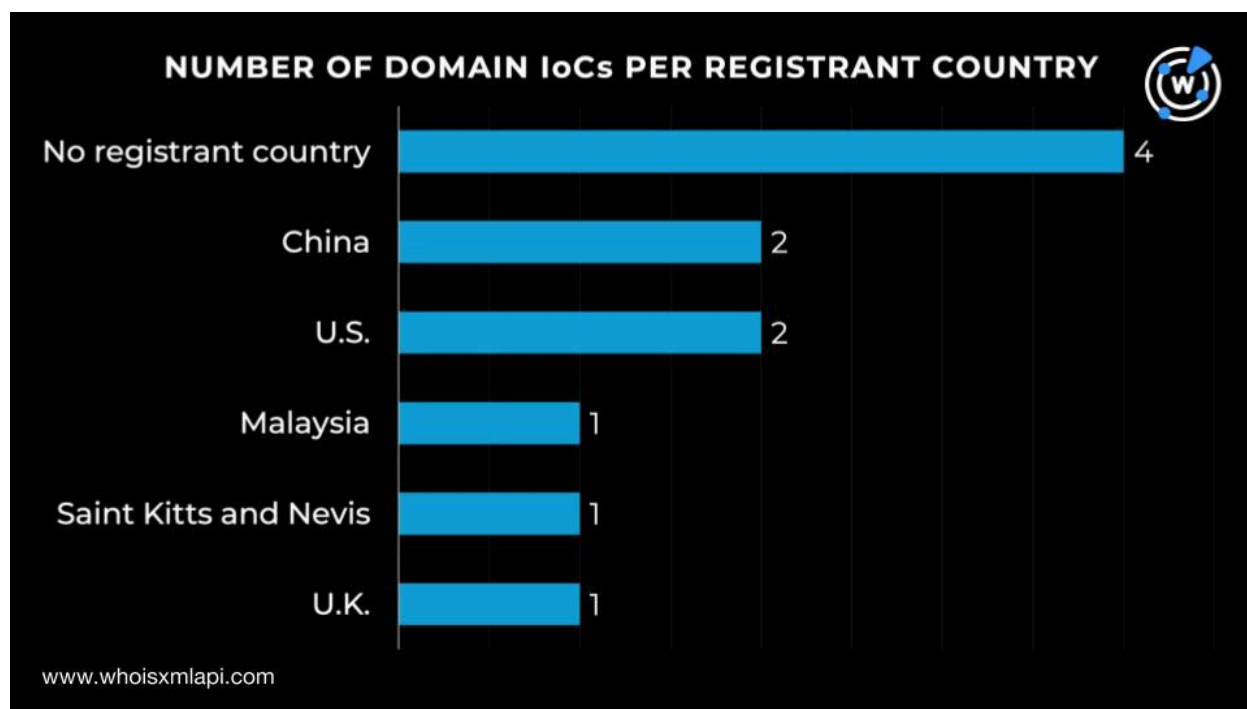 NUMBER OF DOMAIN IoCs PER REGISTRANT COUNTRY
W
No registrant country 4
China 2
U.S. 2
Malaysia 1
Saint Kitts and Nevis 1
U.K. 1
www.whoisxmlapi.com